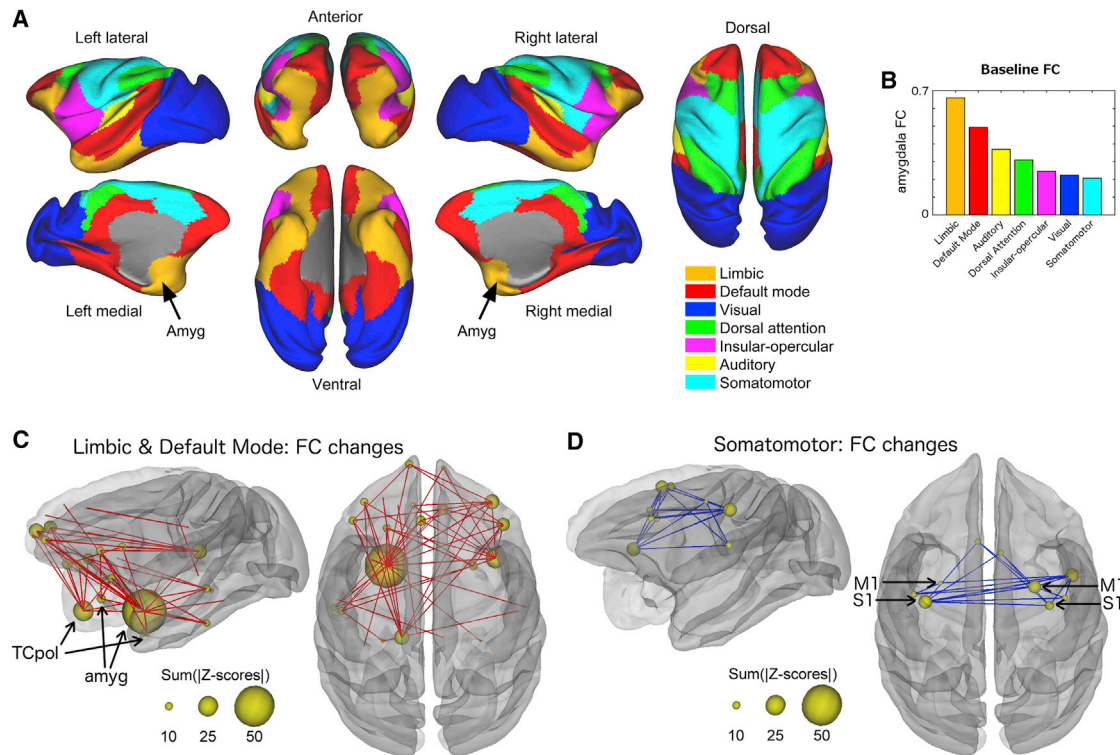 A
Left lateral
Anterior
Right lateral
Dorsal
Left medial
Amyg
Ventral
Amyg
Right medial
Limbic
Default mode
Visual
Dorsal attention
Insular-opercular
Auditory
Somatomotor
B
Baseline FC
0.7
amygdala FC
0
Limbic
Default Mode
Auditory
Dorsal Attention
Insular-opercular
Visual
Somatomotor
C
Limbic & Default Mode: FC changes
TCpol
amyg
Sum(|Z-scores|)
10 25 50
D
Somatomotor: FC changes
M1
S1
M1
S1
Sum(|Z-scores|)
10 25 50